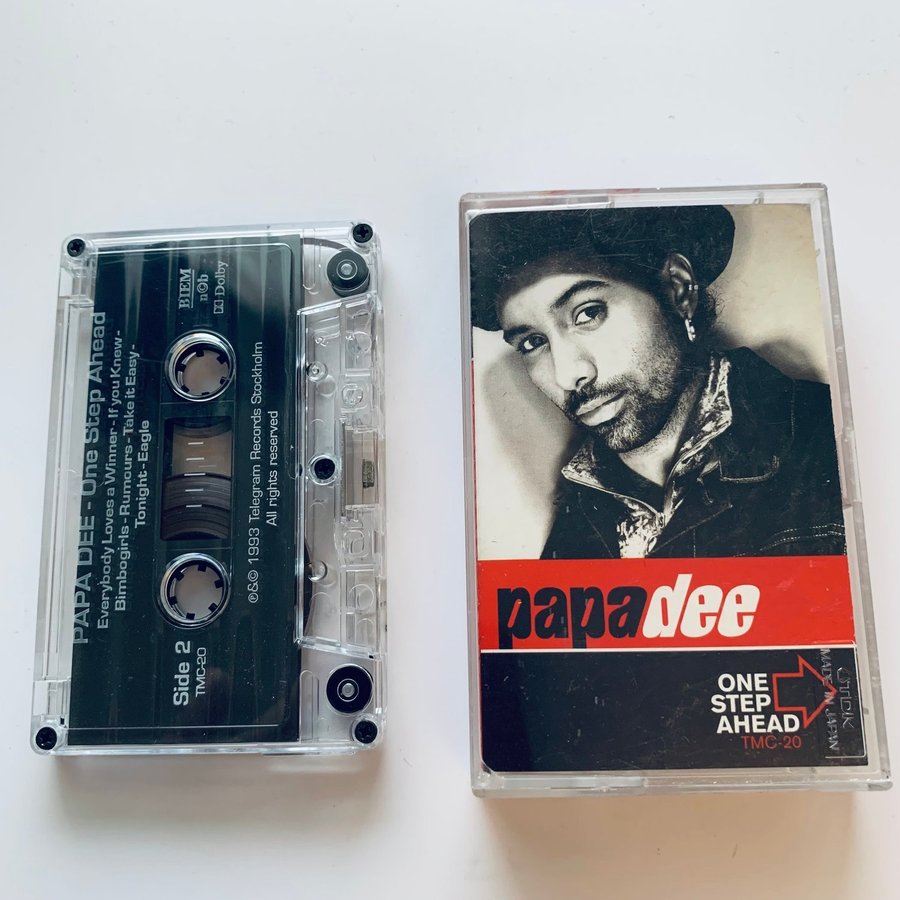 PAPA DEE - One Step Ahead
Everybody Loves a Winner - If you Knew -
Bimbogirls - Rumours - Take it Easy -
Tonight - Eagle
BIEM
n©b
Dolby
Side 2
TMC-20
℗&© 1993 Telegram Records Stockholm
All rights reserved
papadee
ONE
STEP
AHEAD
TMC-20
TDK
MADE IN JAPAN